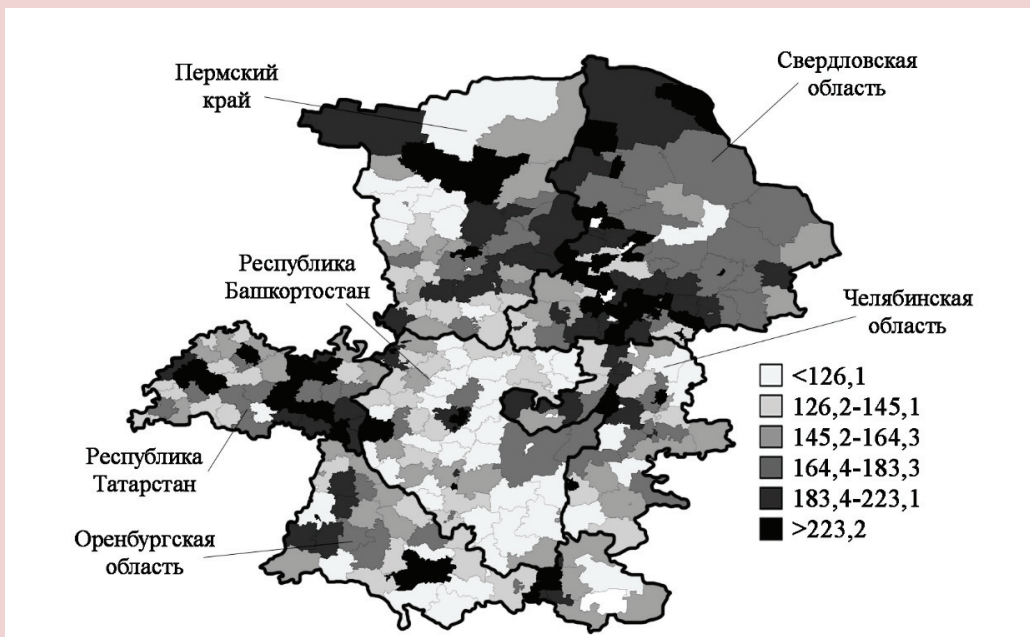 Пермский
край
Свердловская
область
Республика
Башкортостан
Челябинская
область
<126,1
126,2-145,1
145,2-164,3
164,4-183,3
183,4-223,1
>223,2
Республика
Татарстан
Оренбургская
область